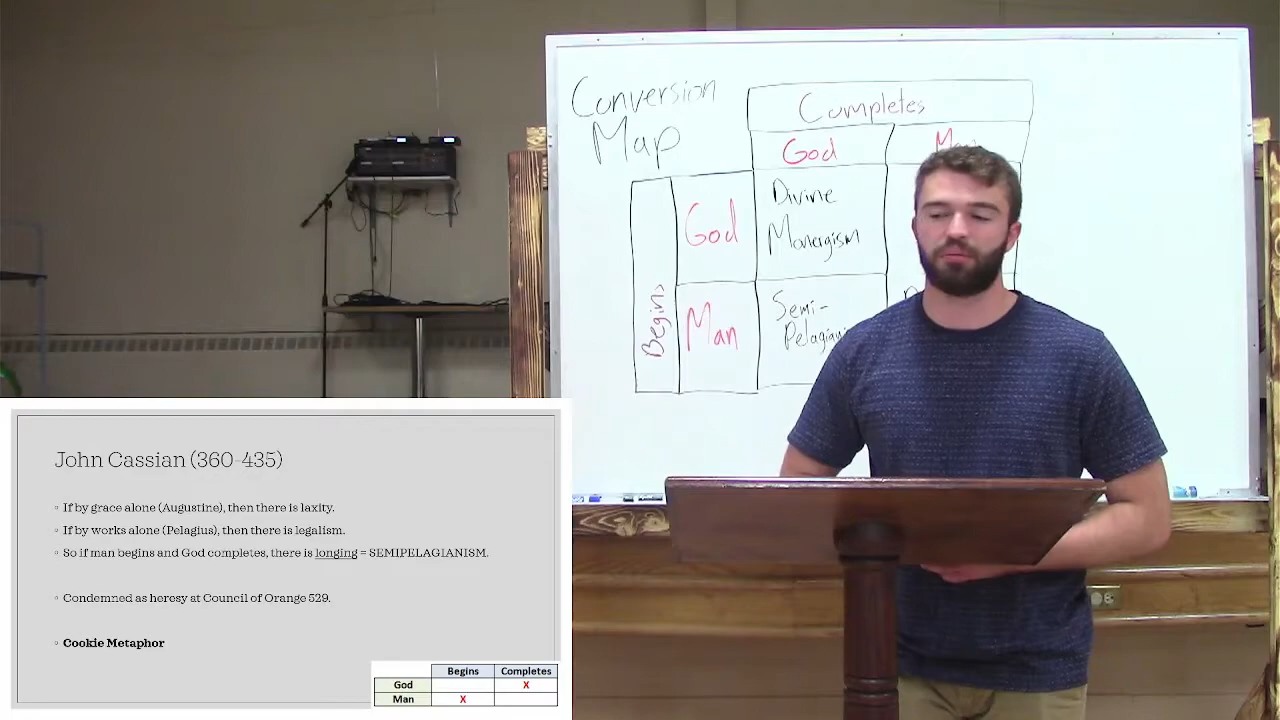 Conversion
Map
Completes
God
Divine
Monergism
God
Begins
Man
Semi-
John Cassian (360-435)
If by grace alone (Augustine), then there is laxity.
If by works alone (Pelagius), then there is legalism.
So if man begins and God completes, there is longing = SEMIPELAGIANISM.
Condemned as heresy at Council of Orange 529.
Cookie Metaphor
Begins Completes
God X
Man X